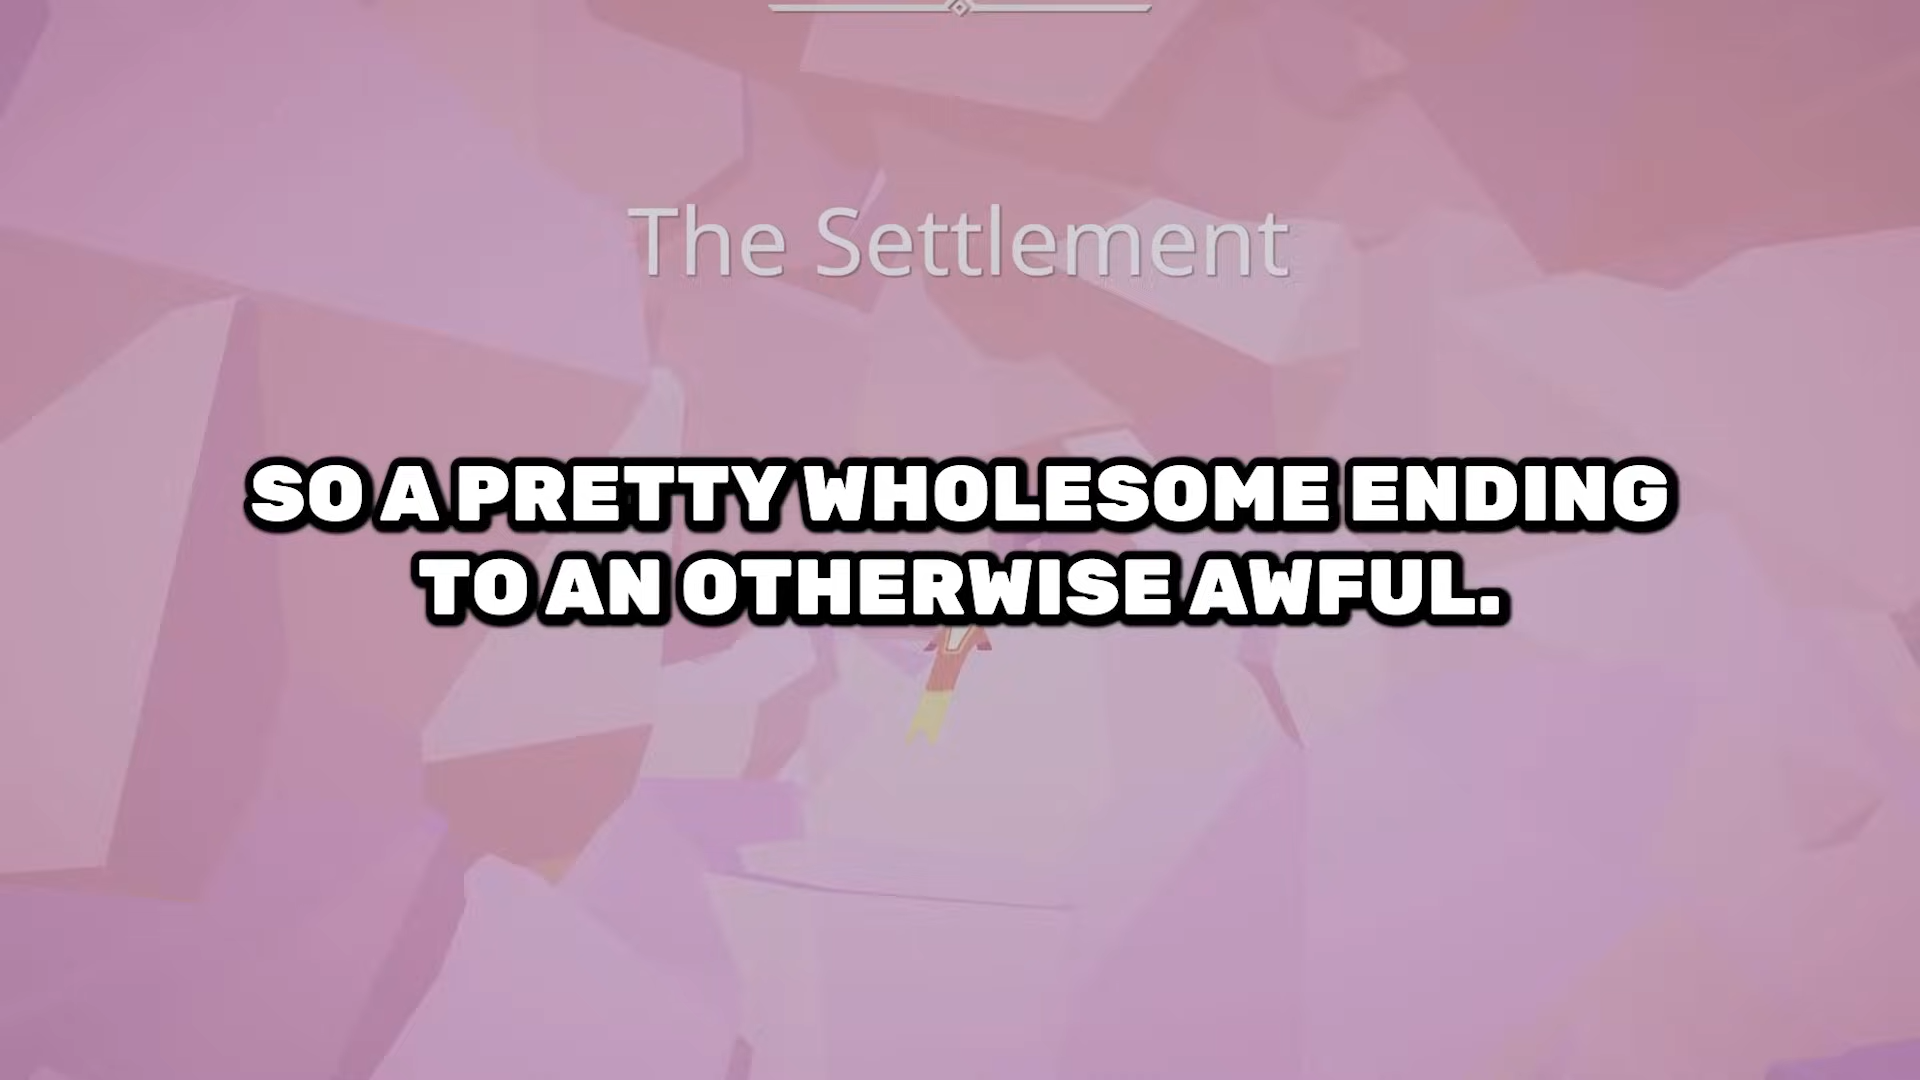 The Settlement
SO A PRETTY WHOLESOME ENDING
TO AN OTHERWISE AWFUL.